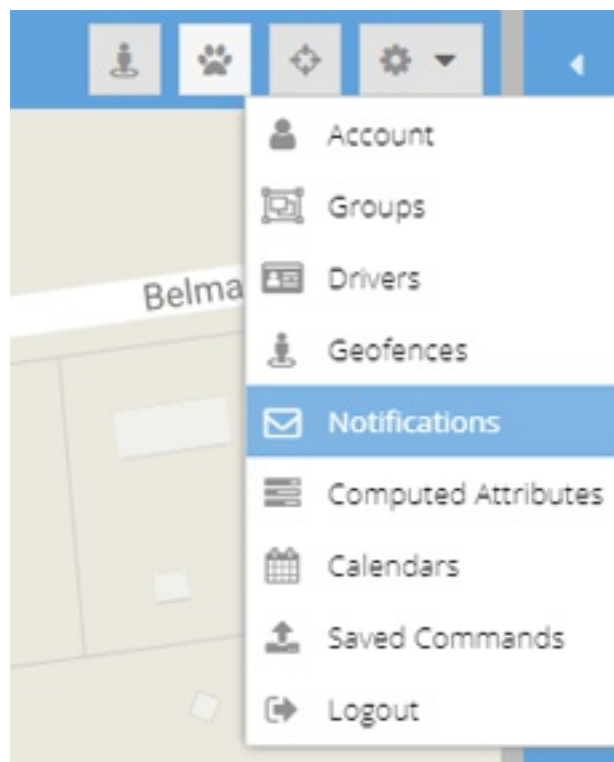 Account
Groups
Belma
Drivers
Geofences
Notifications
Computed Attributes
Calendars
Saved Commands
Logout